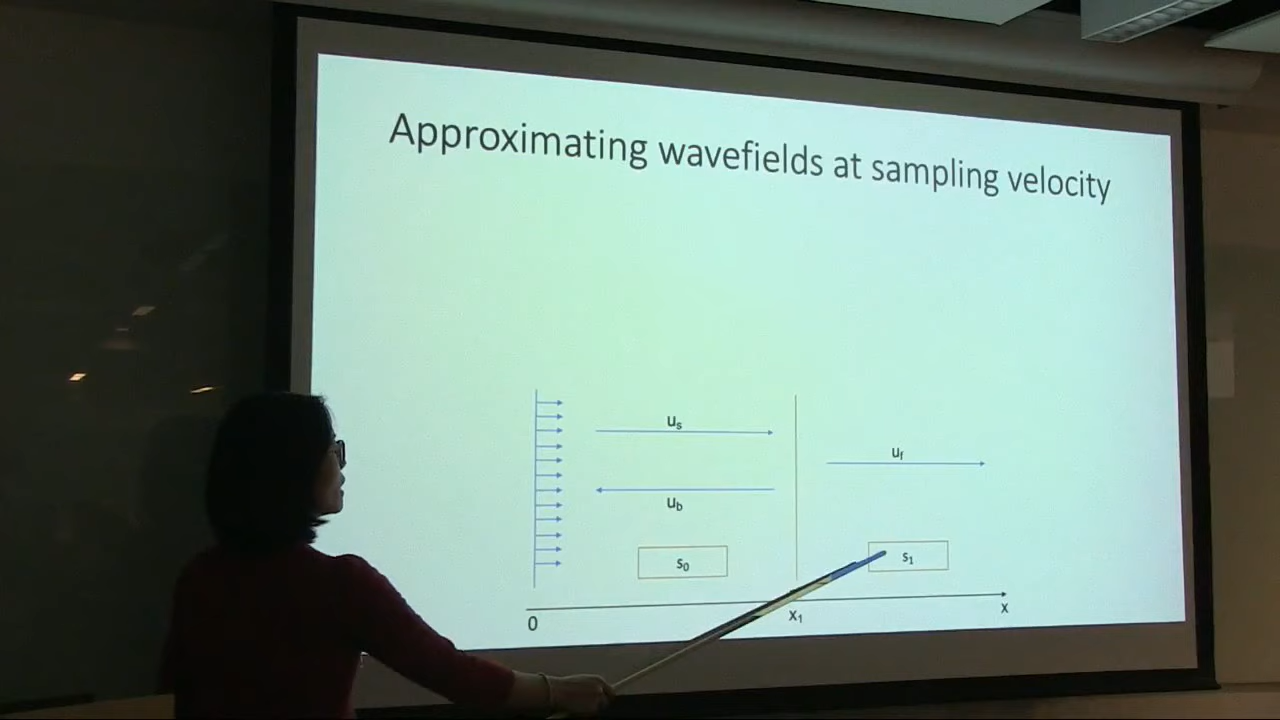 Approximating wavefields at sampling velocity
us
uf
ub
s0
s1
0
x1
x